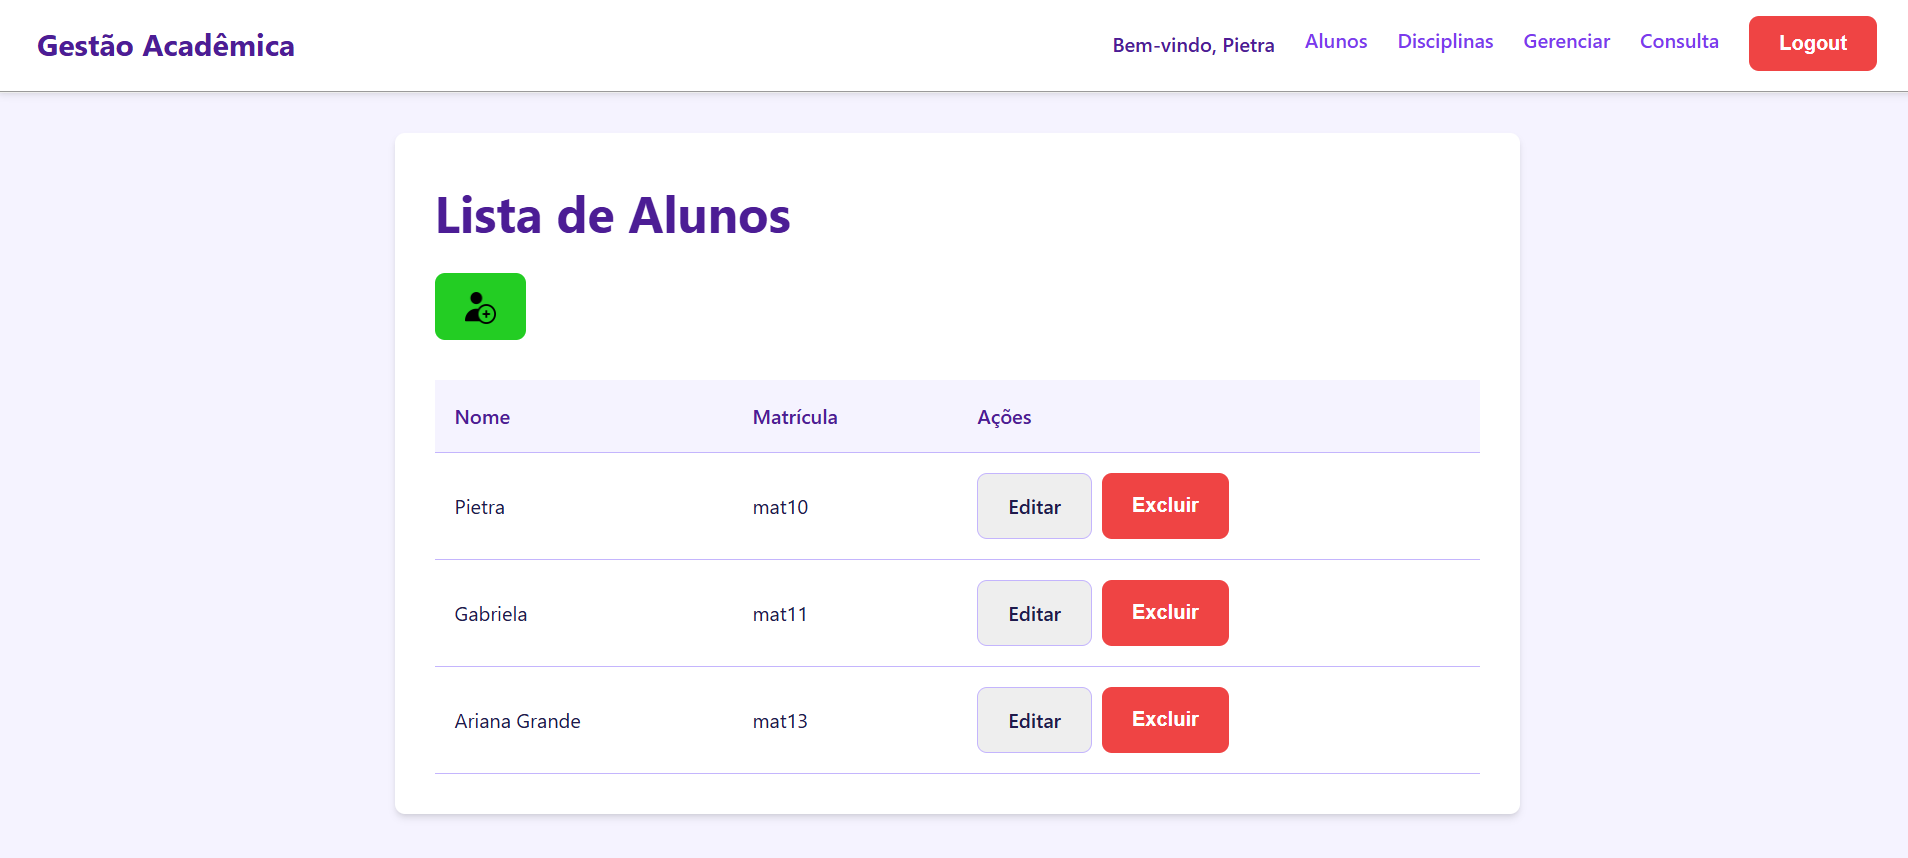 Gestão Acadêmica
Bem-vindo, Pietra Alunos Disciplinas Gerenciar Consulta Logout
Lista de Alunos
Nome Matrícula Ações
Pietra mat10 Editar Excluir
Gabriela mat11 Editar Excluir
Ariana Grande mat13 Editar Excluir